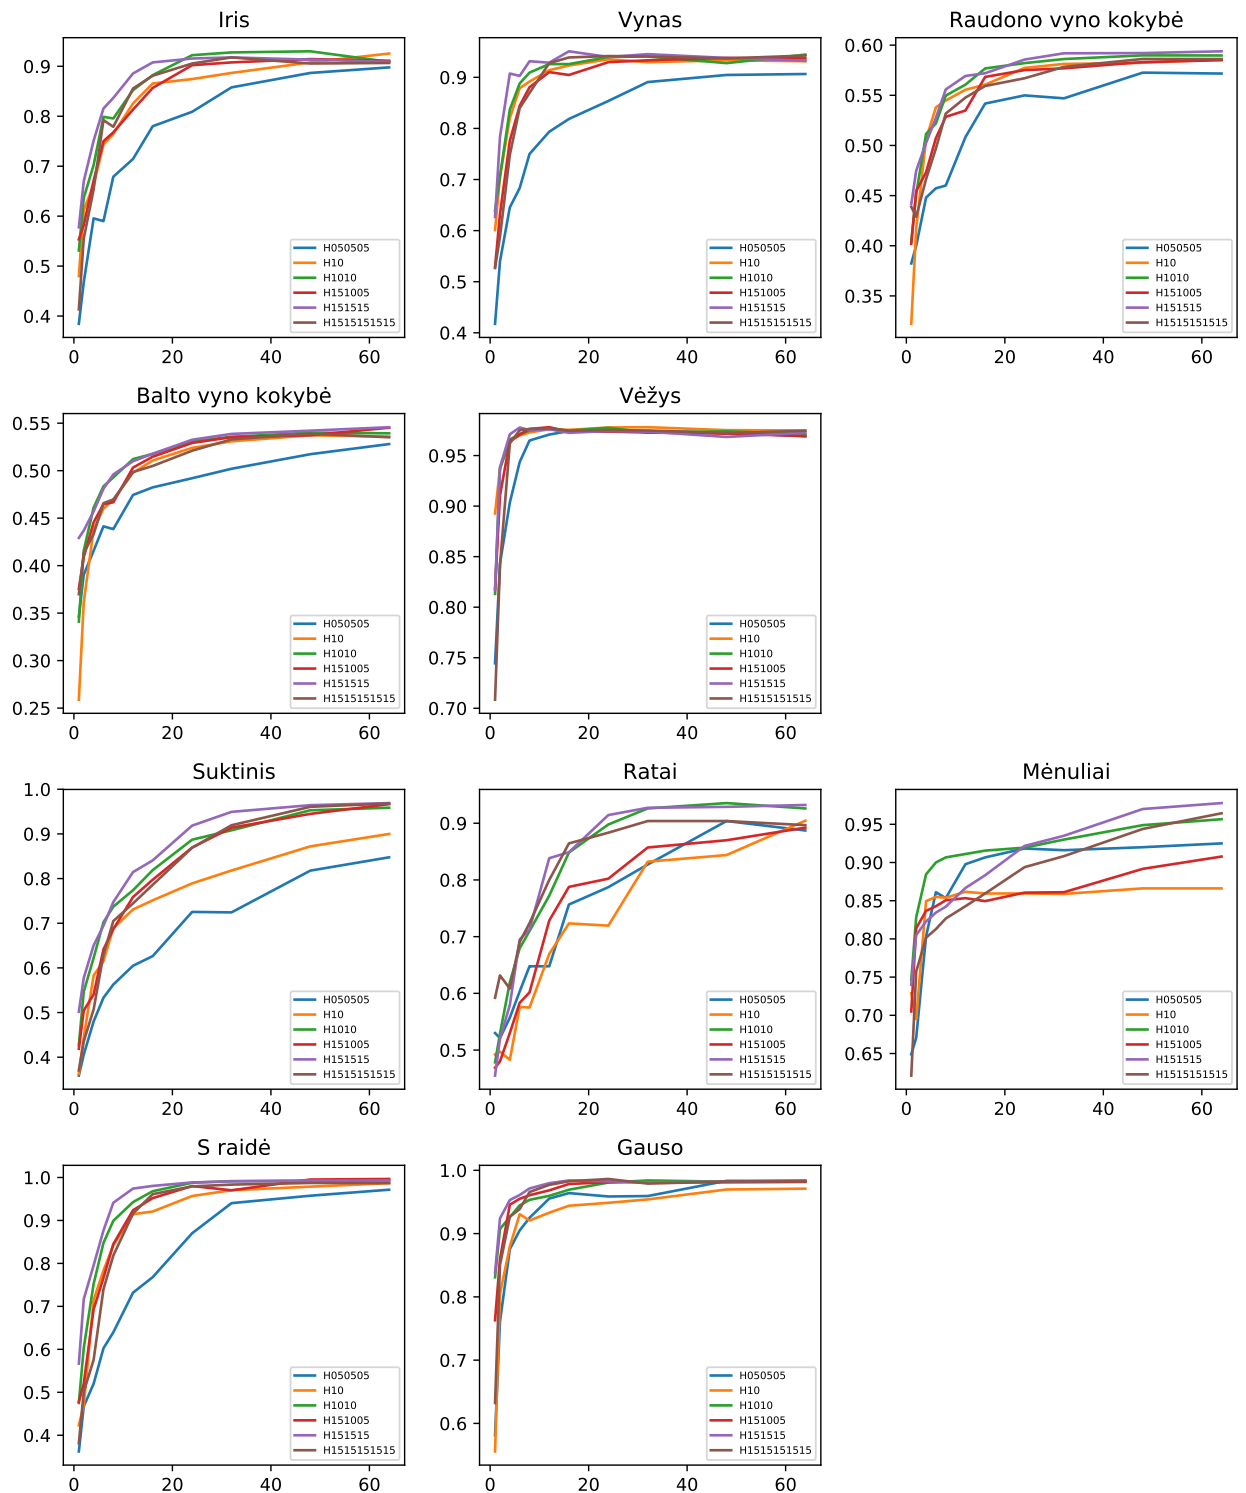 Iris
0.9
0.8
0.7
0.6
0.5
0.4
0 20 40 60
H050505
H10
H1010
H151005
H151515
H1515151515
Vynas
0.9
0.8
0.7
0.6
0.5
0.4
0 20 40 60
H050505
H10
H1010
H151005
H151515
H1515151515
Raudono vyno kokybė
0.60
0.55
0.50
0.45
0.40
0.35
0 20 40 60
H050505
H10
H1010
H151005
H151515
H1515151515
Balto vyno kokybė
0.55
0.50
0.45
0.40
0.35
0.30
0.25
0 20 40 60
H050505
H10
H1010
H151005
H151515
H1515151515
Vėžys
0.95
0.90
0.85
0.80
0.75
0.70
0 20 40 60
H050505
H10
H1010
H151005
H151515
H1515151515
Suktinis
1.0
0.9
0.8
0.7
0.6
0.5
0.4
0 20 40 60
H050505
H10
H1010
H151005
H151515
H1515151515
Ratai
0.9
0.8
0.7
0.6
0.5
0 20 40 60
H050505
H10
H1010
H151005
H151515
H1515151515
Mėnuliai
0.95
0.90
0.85
0.80
0.75
0.70
0.65
0 20 40 60
H050505
H10
H1010
H151005
H151515
H1515151515
S raidė
1.0
0.9
0.8
0.7
0.6
0.5
0.4
0 20 40 60
H050505
H10
H1010
H151005
H151515
H1515151515
Gauso
1.0
0.9
0.8
0.7
0.6
0 20 40 60
H050505
H10
H1010
H151005
H151515
H1515151515